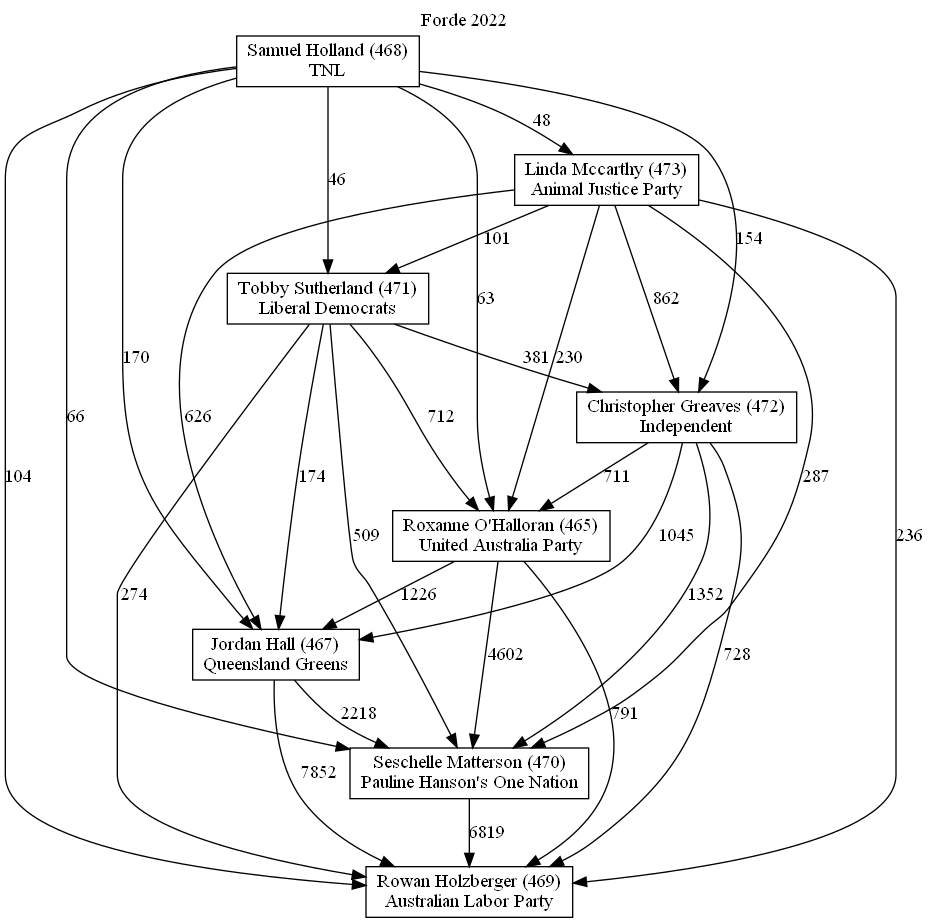 Forde 2022
Samuel Holland (468)
TNL
48
Linda Mccarthy (473)
Animal Justice Party
46
101
154
Tobby Sutherland (471)
Liberal Democrats
63
862
170
381
230
Christopher Greaves (472)
Independent
66
626
712
104
174
711
287
Roxanne O'Halloran (465)
United Australia Party
509
1045
236
274
1226
1352
Jordan Hall (467)
Queensland Greens
4602
728
2218
791
Seschelle Matterson (470)
Pauline Hanson's One Nation
7852
6819
Rowan Holzberger (469)
Australian Labor Party